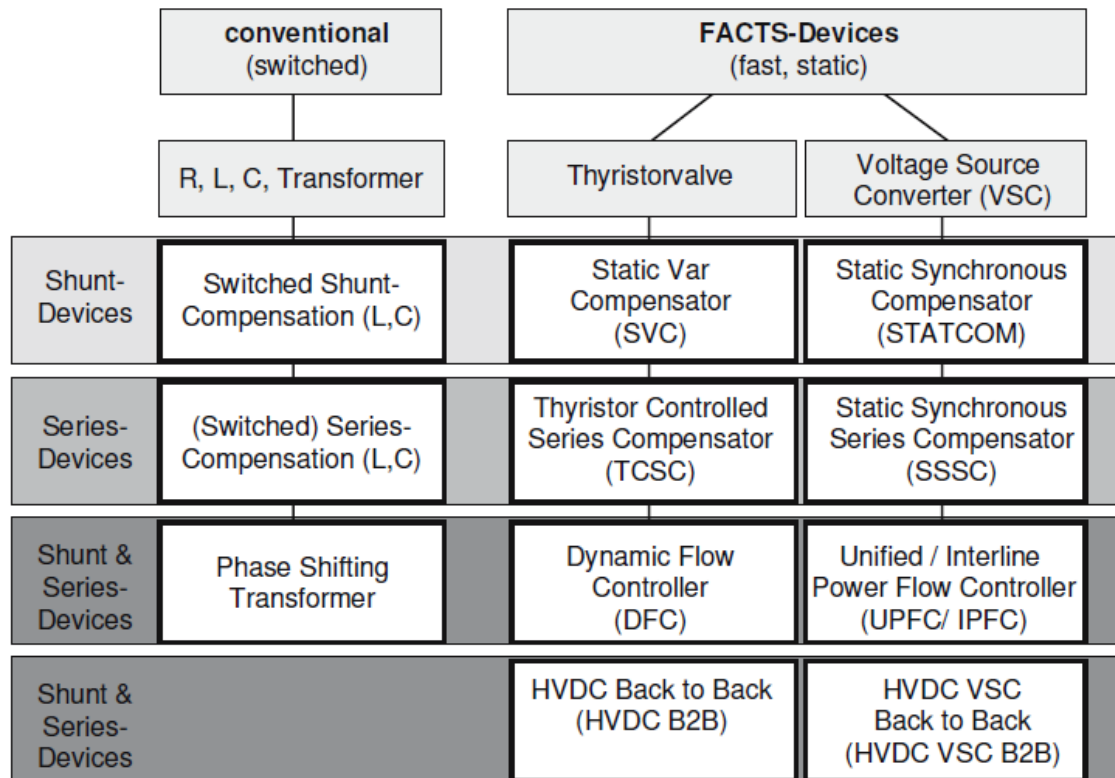 conventional
(switched)
FACTS-Devices
(fast, static)
R, L, C, Transformer
Thyristorvalve
Voltage Source
Converter (VSC)
Shunt-
Devices
Switched Shunt-
Compensation (L,C)
Static Var
Compensator
(SVC)
Static Synchronous
Compensator
(STATCOM)
Series-
Devices
(Switched) Series-
Compensation (L,C)
Thyristor Controlled
Series Compensator
(TCSC)
Static Synchronous
Series Compensator
(SSSC)
Shunt &
Series-
Devices
Phase Shifting
Transformer
Dynamic Flow
Controller
(DFC)
Unified / Interline
Power Flow Controller
(UPFC/ IPFC)
Shunt &
Series-
Devices
HVDC Back to Back
(HVDC B2B)
HVDC VSC
Back to Back
(HVDC VSC B2B)